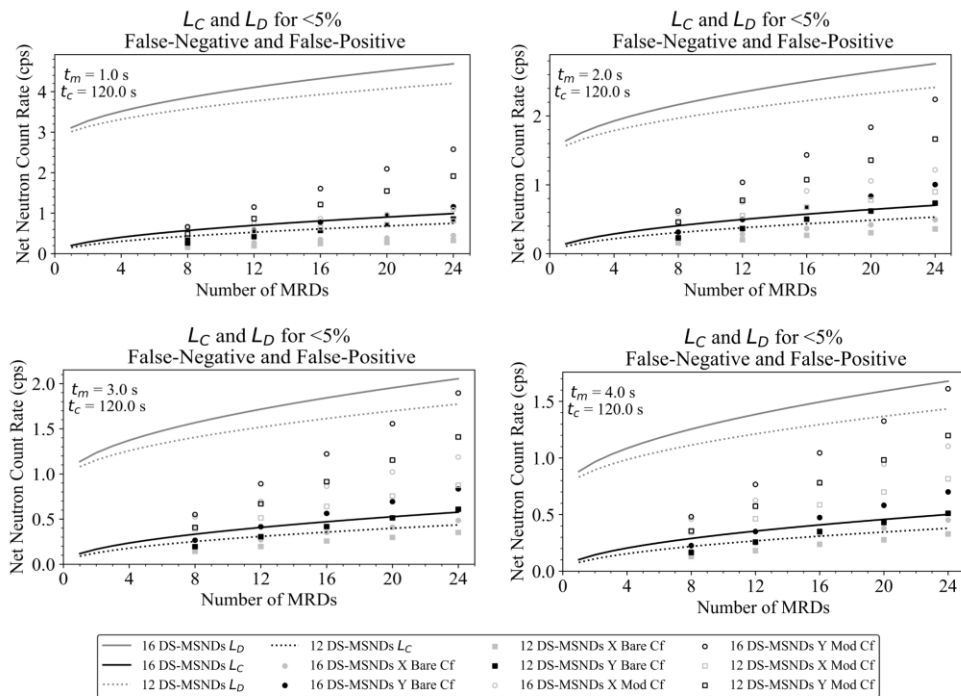 L_C and L_D for <5%
False-Negative and False-Positive
t_m = 1.0 s
t_c = 120.0 s
Net Neutron Count Rate (cps)
4
3
2
1
0
4 8 12 16 20 24
Number of MRDs
L_C and L_D for <5%
False-Negative and False-Positive
t_m = 2.0 s
t_c = 120.0 s
Net Neutron Count Rate (cps)
2
1
0
4 8 12 16 20 24
Number of MRDs
L_C and L_D for <5%
False-Negative and False-Positive
t_m = 3.0 s
t_c = 120.0 s
Net Neutron Count Rate (cps)
2.0
1.5
1.0
0.5
0.0
4 8 12 16 20 24
Number of MRDs
L_C and L_D for <5%
False-Negative and False-Positive
t_m = 4.0 s
t_c = 120.0 s
Net Neutron Count Rate (cps)
1.5
1.0
0.5
0.0
4 8 12 16 20 24
Number of MRDs
16 DS-MSNDs L_D
16 DS-MSNDs L_C
12 DS-MSNDs L_D
12 DS-MSNDs L_C
16 DS-MSNDs X Bare Cf
16 DS-MSNDs Y Bare Cf
12 DS-MSNDs X Bare Cf
12 DS-MSNDs Y Bare Cf
16 DS-MSNDs X Mod Cf
16 DS-MSNDs Y Mod Cf
12 DS-MSNDs X Mod Cf
12 DS-MSNDs Y Mod Cf